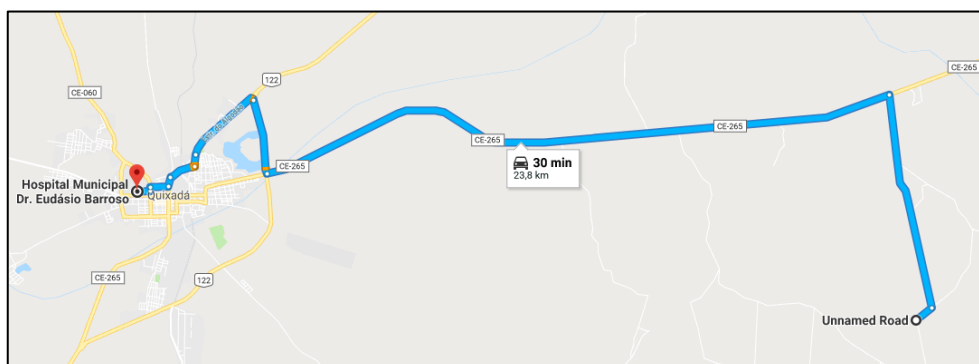 122
CE-265
CE-060
CE-265
CE-265
CE-265
30 min
23,8 km
Hospital Municipal
Dr. Eudásio Barroso
Quixadá
CE-265
122
Unnamed Road